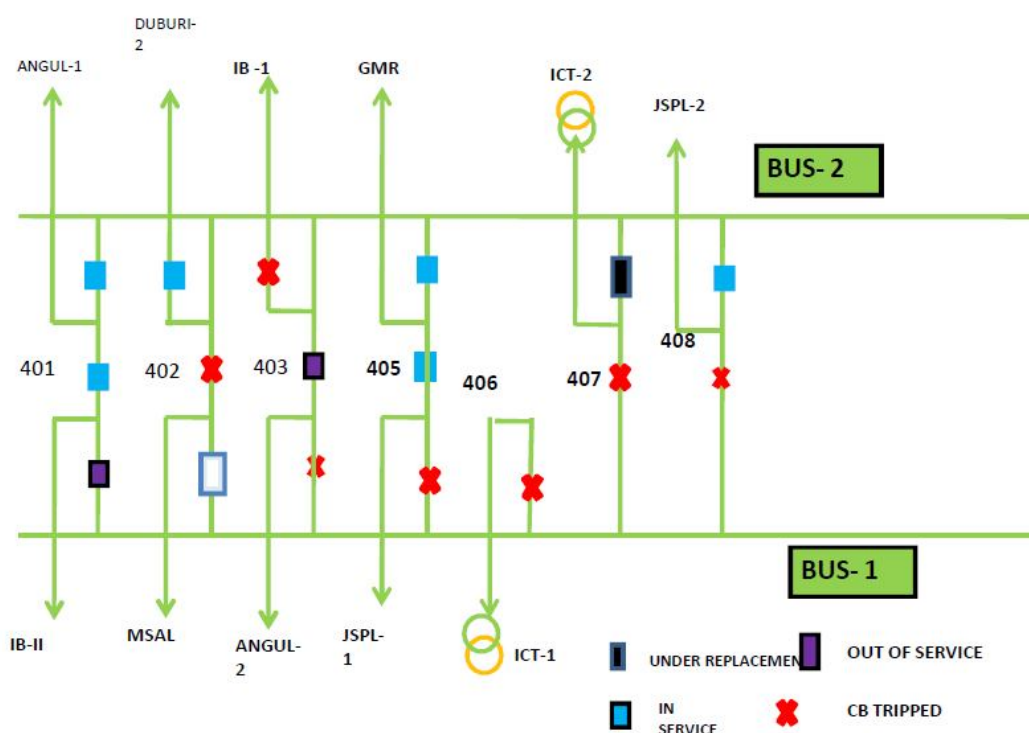 DUBURI-
2
ANGUL-1
IB -1
GMR
ICT-2
JSPL-2
BUS- 2
401
402
403
405
406
407
408
BUS- 1
IB-II
MSAL
ANGUL-
2
JSPL-
1
ICT-1
UNDER REPLACEMEN
OUT OF SERVICE
IN
SERVICE
CB TRIPPED